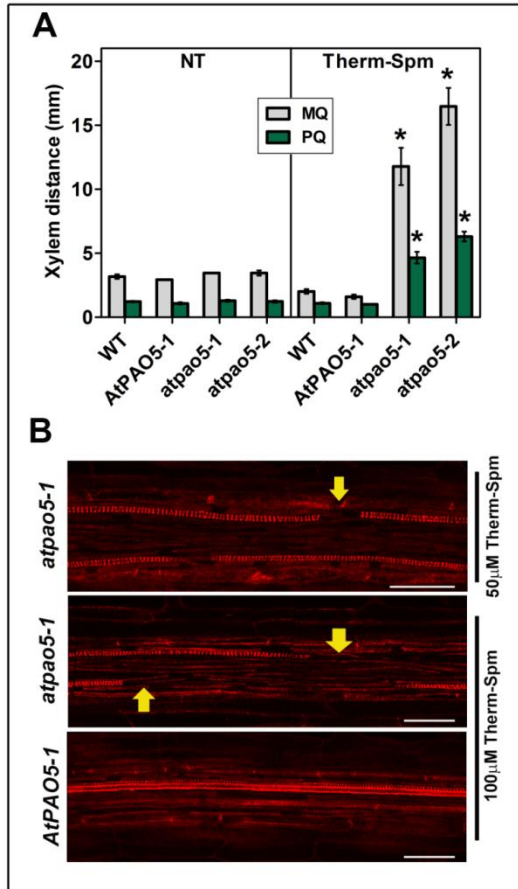 A
NT
Therm-Spm
MQ
PQ
Xylem distance (mm)
20
15
10
5
0
*
*
*
*
WT
AtPAO5-1
atpao5-1
atpao5-2
WT
AtPAO5-1
atpao5-1
atpao5-2
B
atpao5-1
50µM Therm-Spm
atpao5-1
AtPAO5-1
100µM Therm-Spm